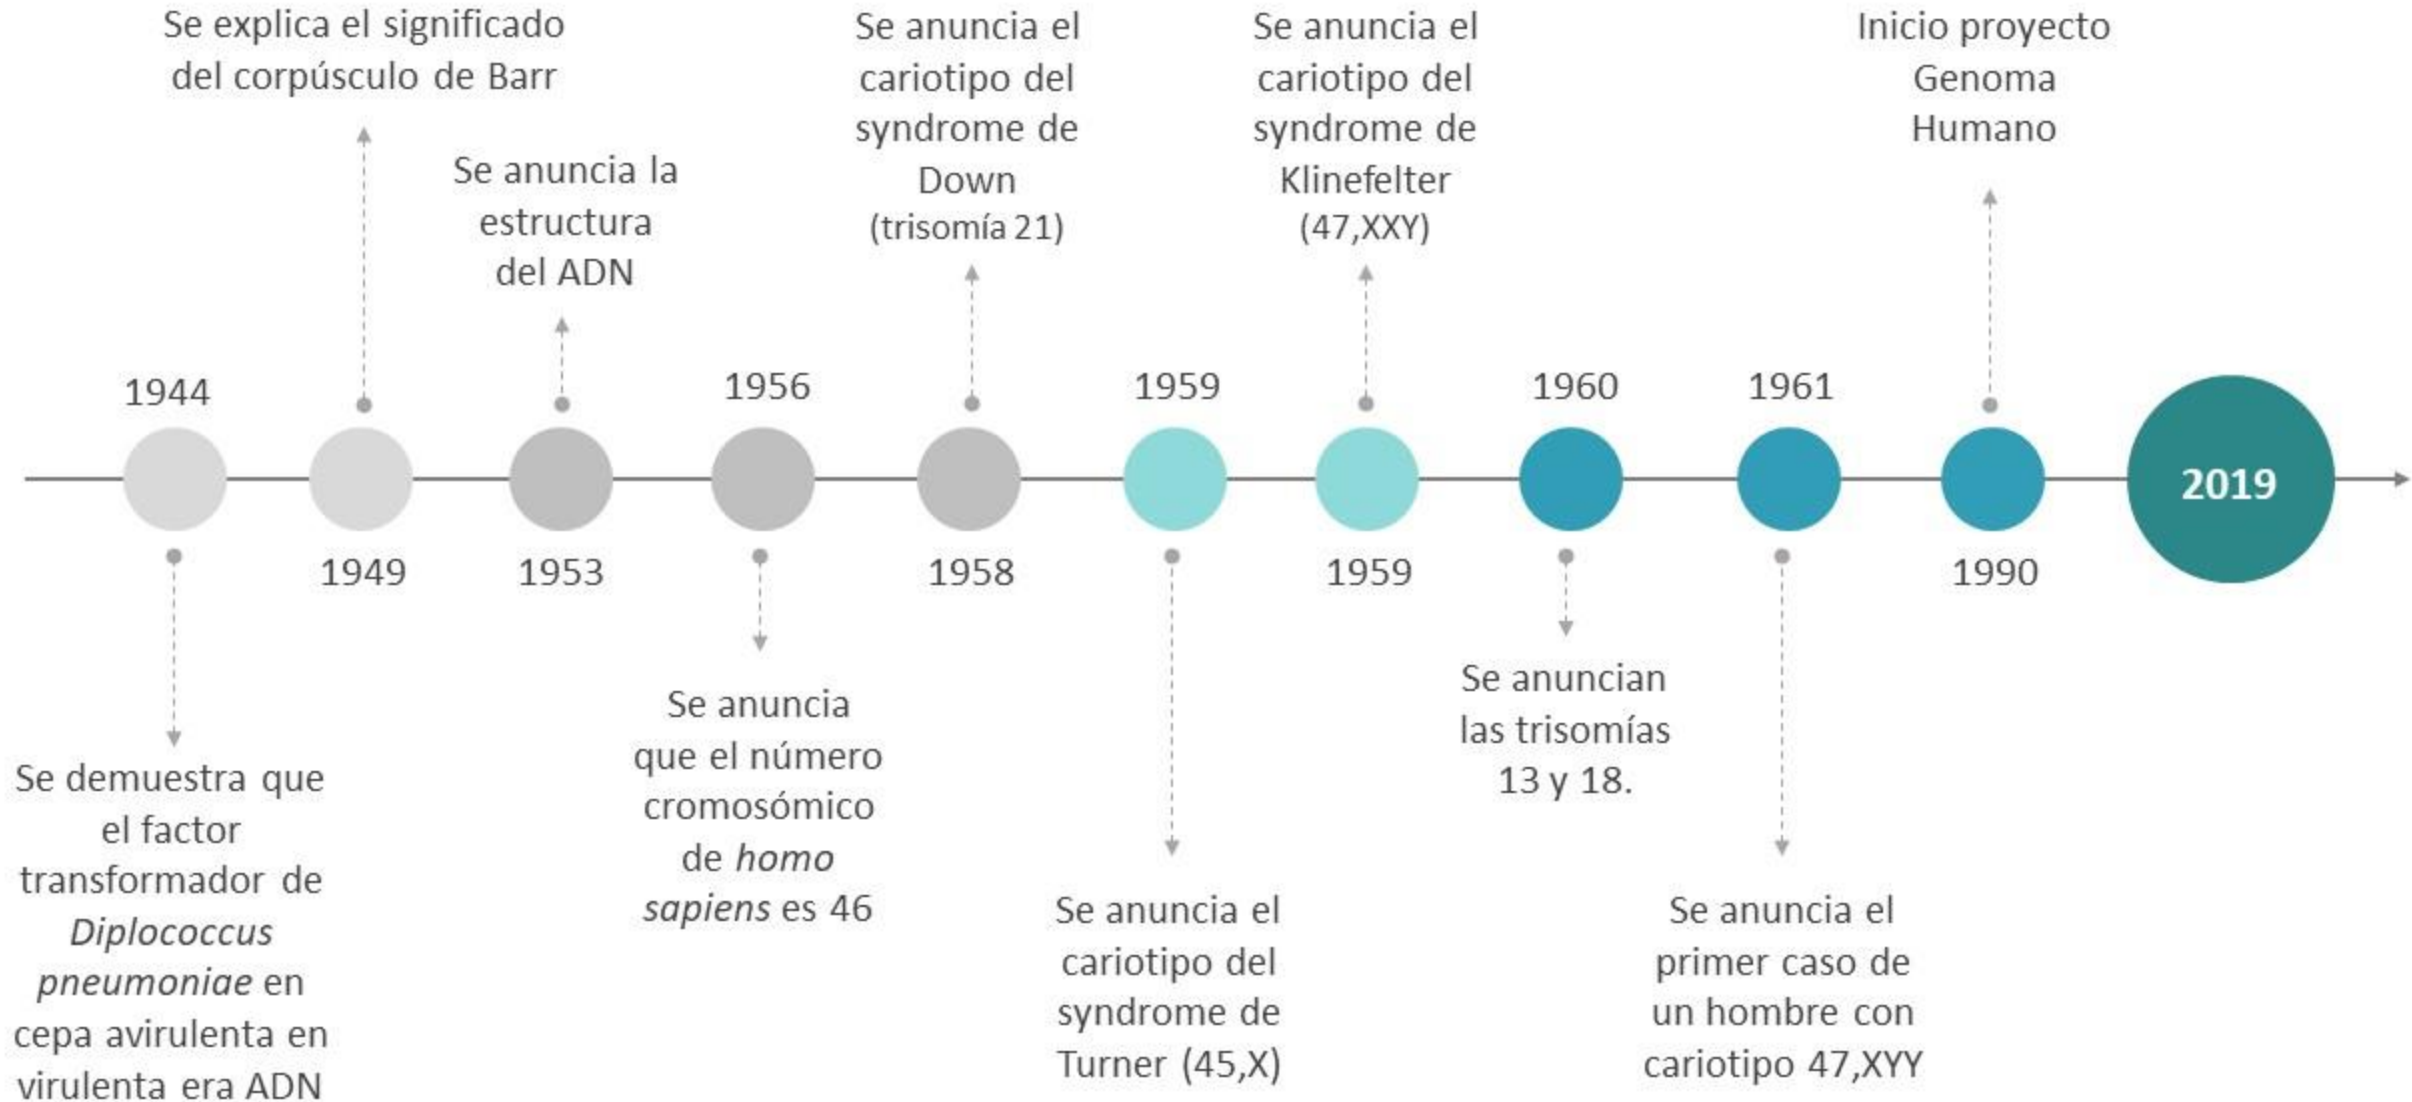 Se explica el significado
del corpúsculo de Barr
Se anuncia la
estructura
del ADN
Se anuncia el
cariotipo del
syndrome de
Down
(trisomía 21)
Se anuncia el
cariotipo del
syndrome de
Klinefelter
(47,XXY)
Inicio proyecto
Genoma
Humano
1944
1956
1959
1960
1961
2019
1949
1953
1958
1959
1990
Se demuestra que
el factor
transformador de
Diplococcus
pneumoniae en
cepa avirulenta en
virulenta era ADN
Se anuncia
que el número
cromosómico
de homo
sapiens es 46
Se anuncia el
cariotipo del
syndrome de
Turner (45,X)
Se anuncian
las trisomías
13 y 18.
Se anuncia el
primer caso de
un hombre con
cariotipo 47,XYY